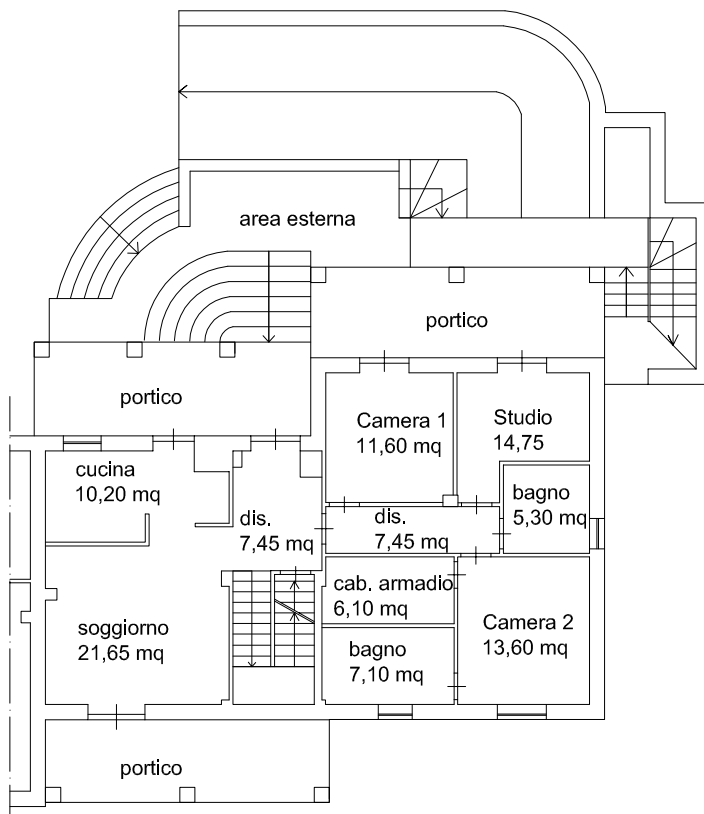 area esterna
portico
portico
Camera 1
11,60 mq
Studio
14,75
cucina
10,20 mq
bagno
5,30 mq
dis.
7,45 mq
dis.
7,45 mq
cab. armadio
6,10 mq
soggiorno
21,65 mq
Camera 2
13,60 mq
bagno
7,10 mq
portico